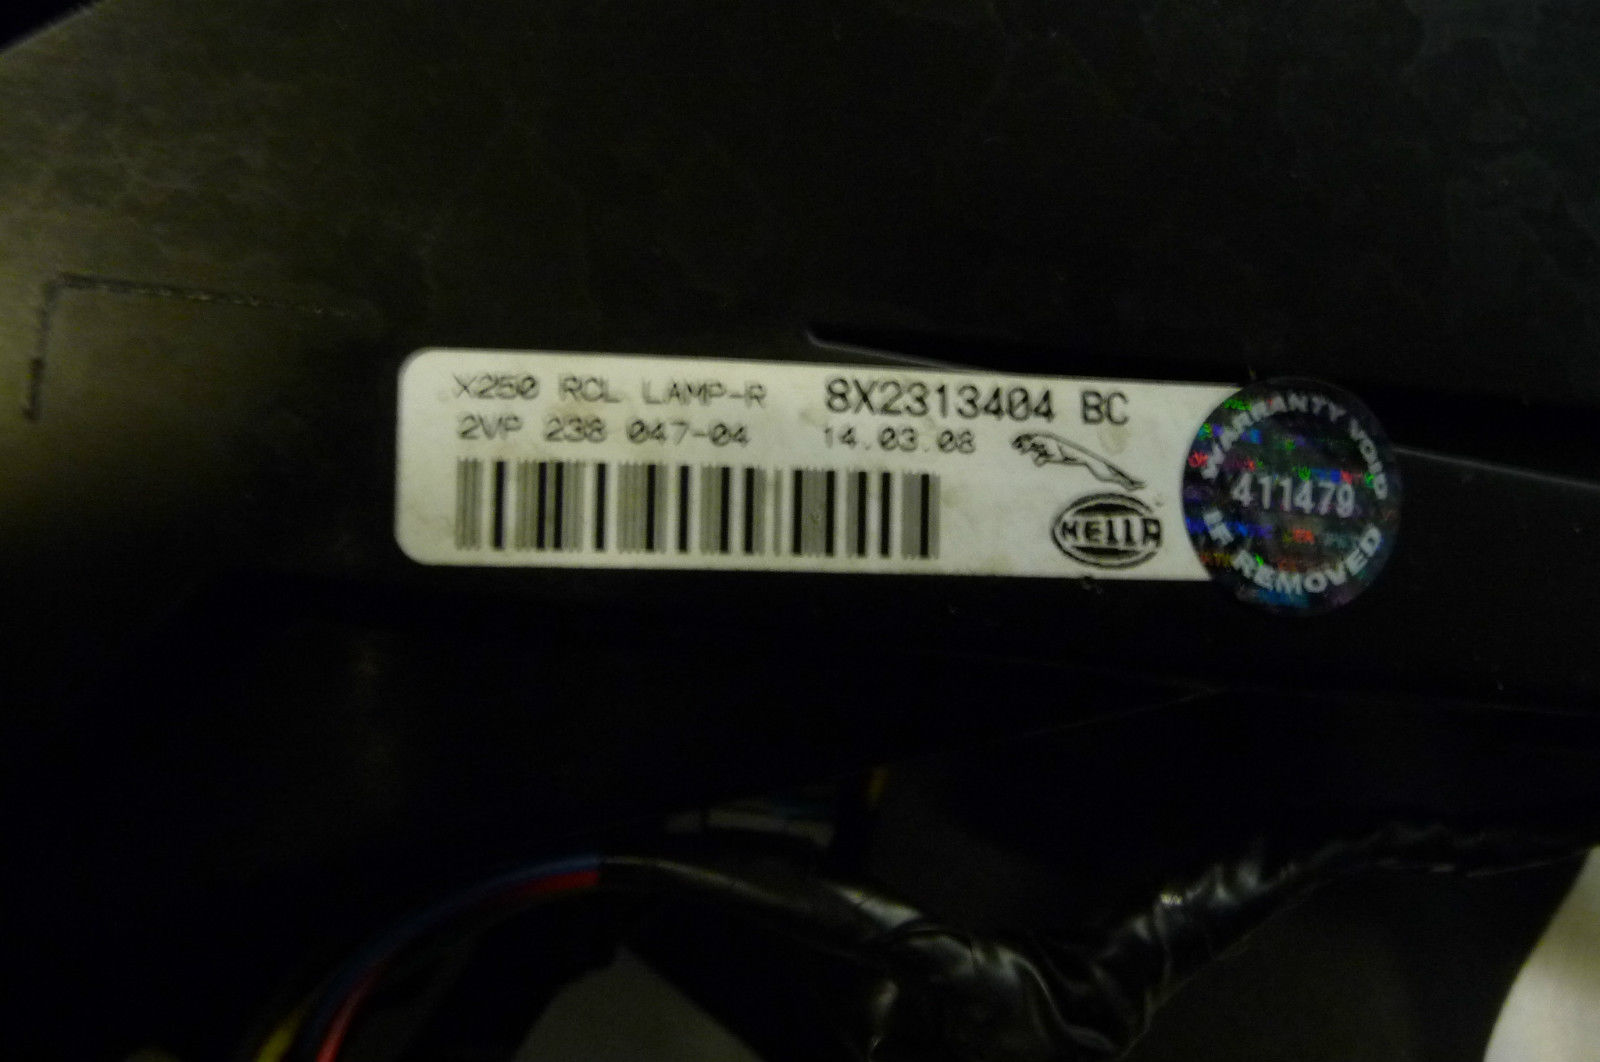 X250 RCL LAMP-R 8X2313404 BC
2VP 238 047-04 14.03.08
HELLA
WARRANTY VOID
411479
IF REMOVED